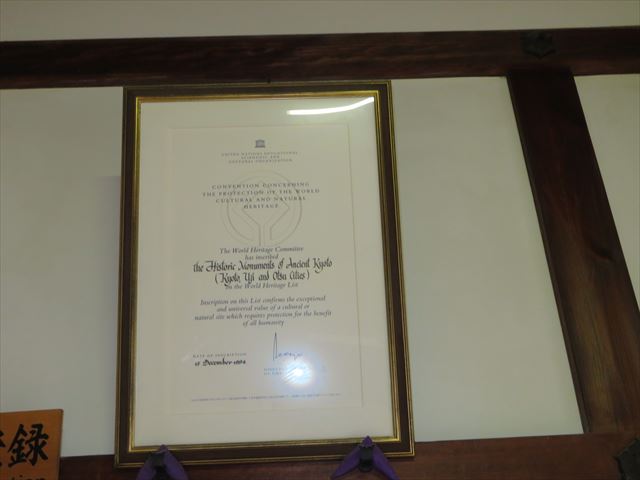 UNITED NATIONS EDUCATIONAL
SCIENTIFIC AND
CULTURAL ORGANIZATION
CONVENTION CONCERNING
THE PROTECTION OF THE WORLD
CULTURAL AND NATURAL
HERITAGE
The World Heritage Committee
has inscribed
the Historic Monuments of Ancient Kyoto
(Kyoto, Uji and Otsu Cities)
on the World Heritage List
Inscription on this List confirms the exceptional
and universal value of a cultural or
natural site which requires protection for the benefit
of all humanity
DATE OF INSCRIPTION
17 December 1994
録